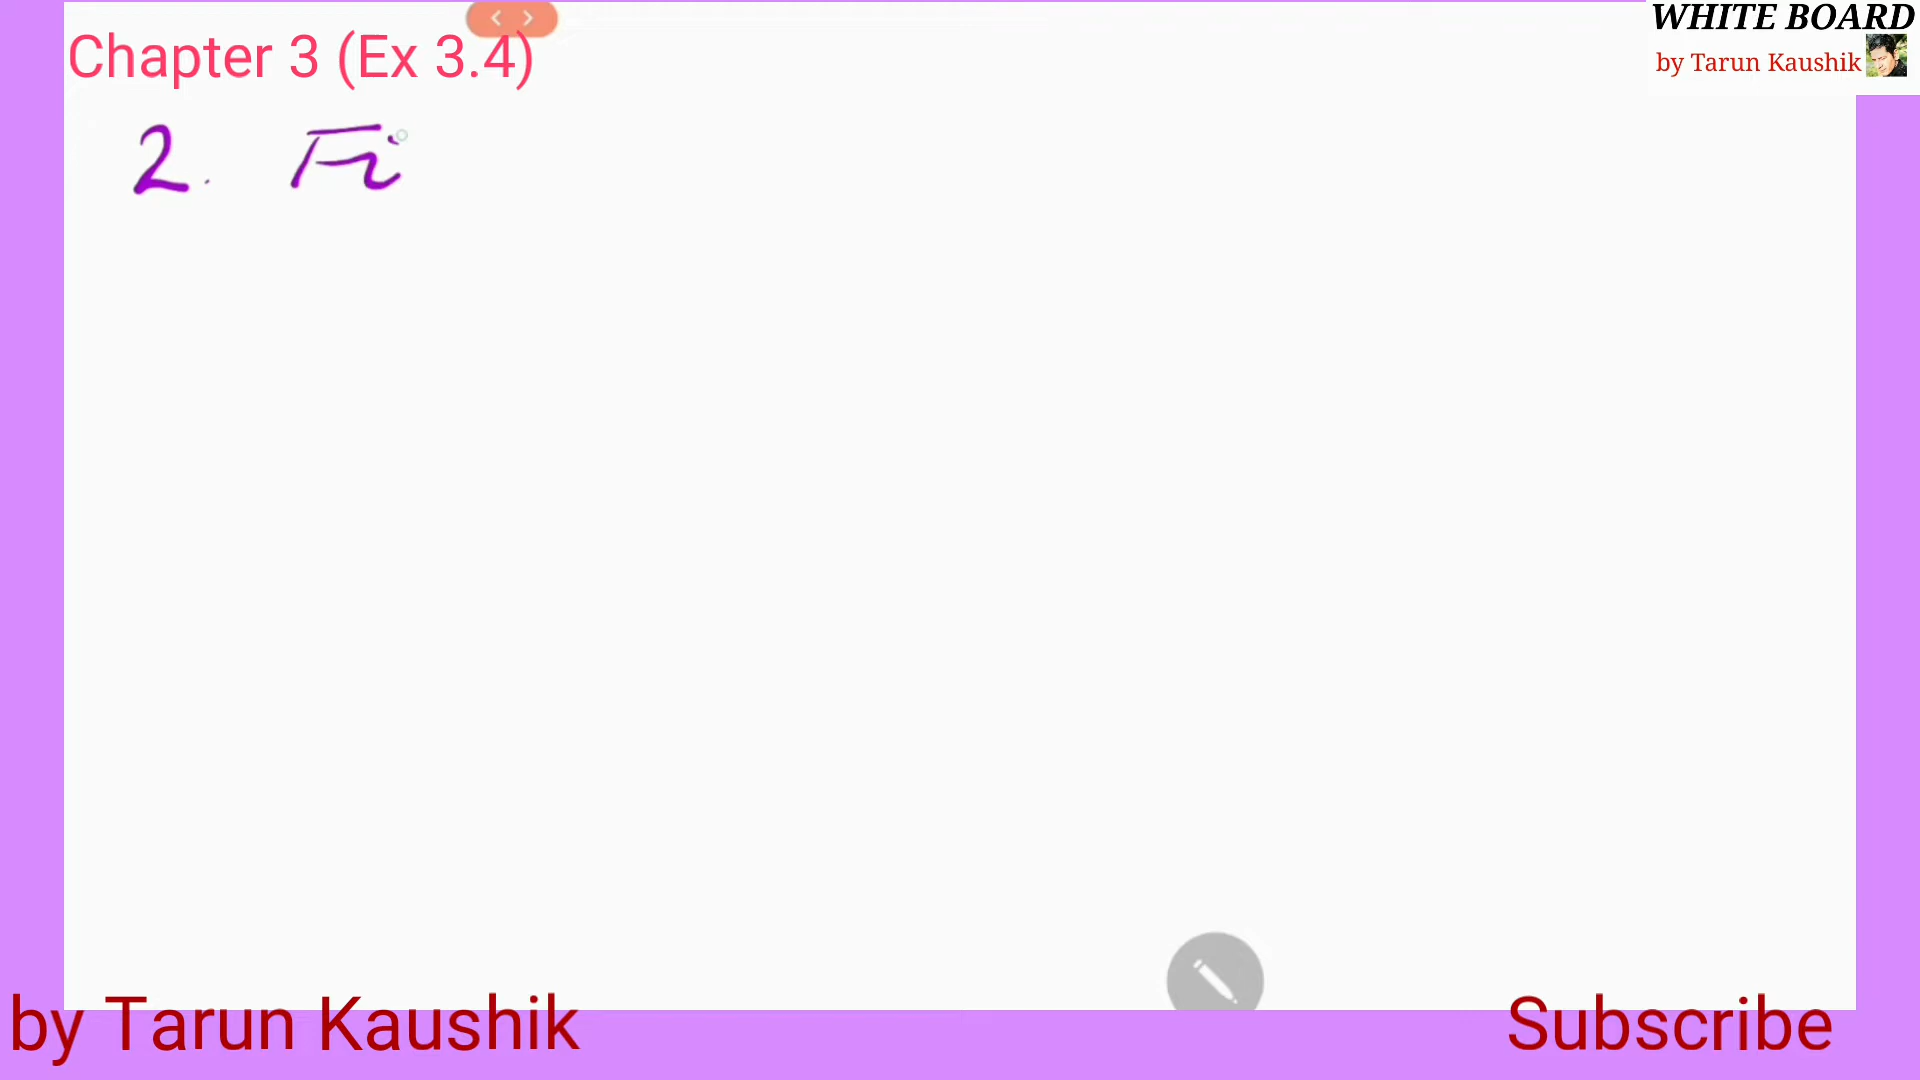 WHITE BOARD
Chapter 3 (Ex 3.4)
by Tarun Kaushik
2. Fi
by Tarun Kaushik
Subscribe